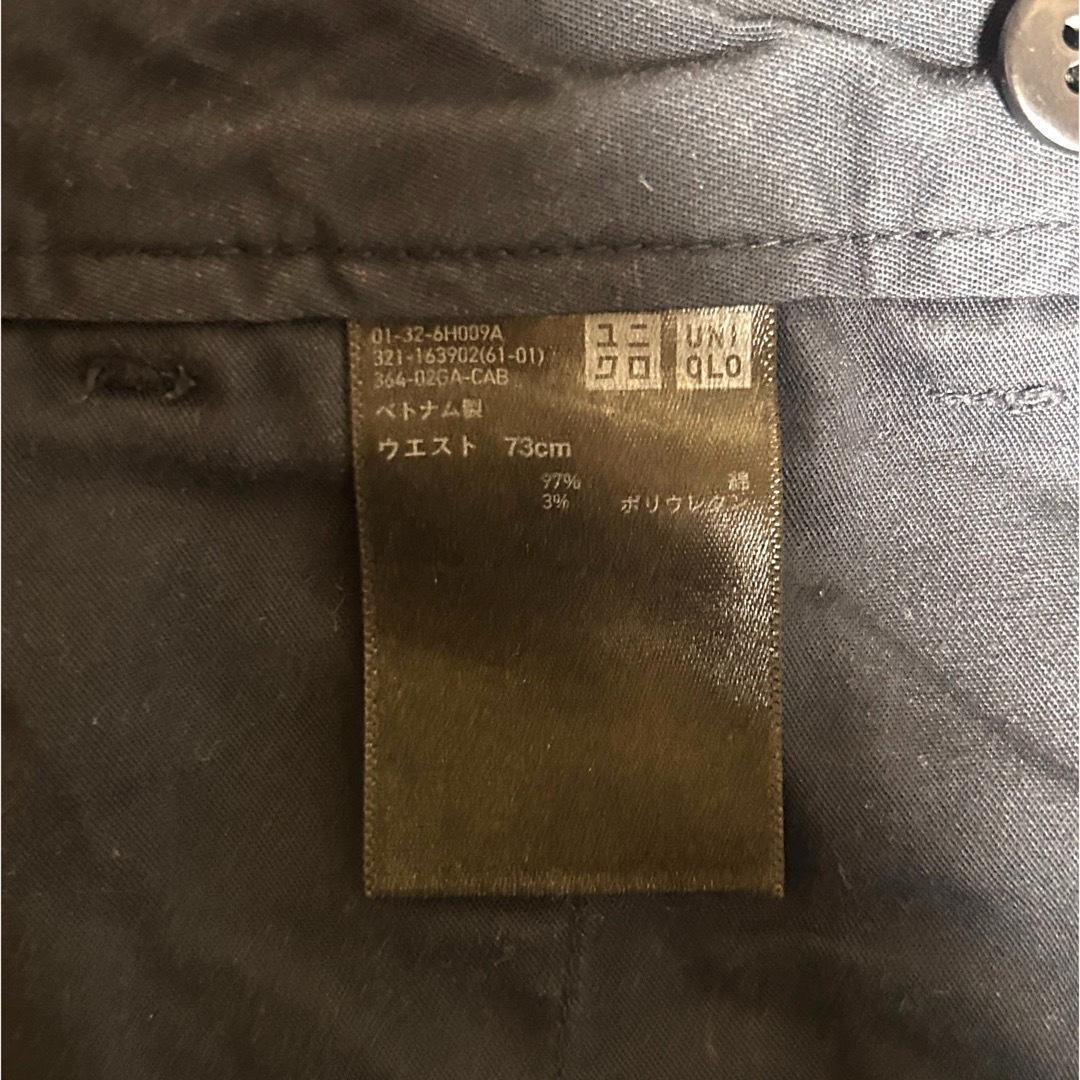 01-32-6H009A
321-163902(61-01)
364-02GA-CAB
ユニ
クロ
UNI
QLO
ベトナム製
ウエスト 73cm
97% 綿
3% ポリウレタン